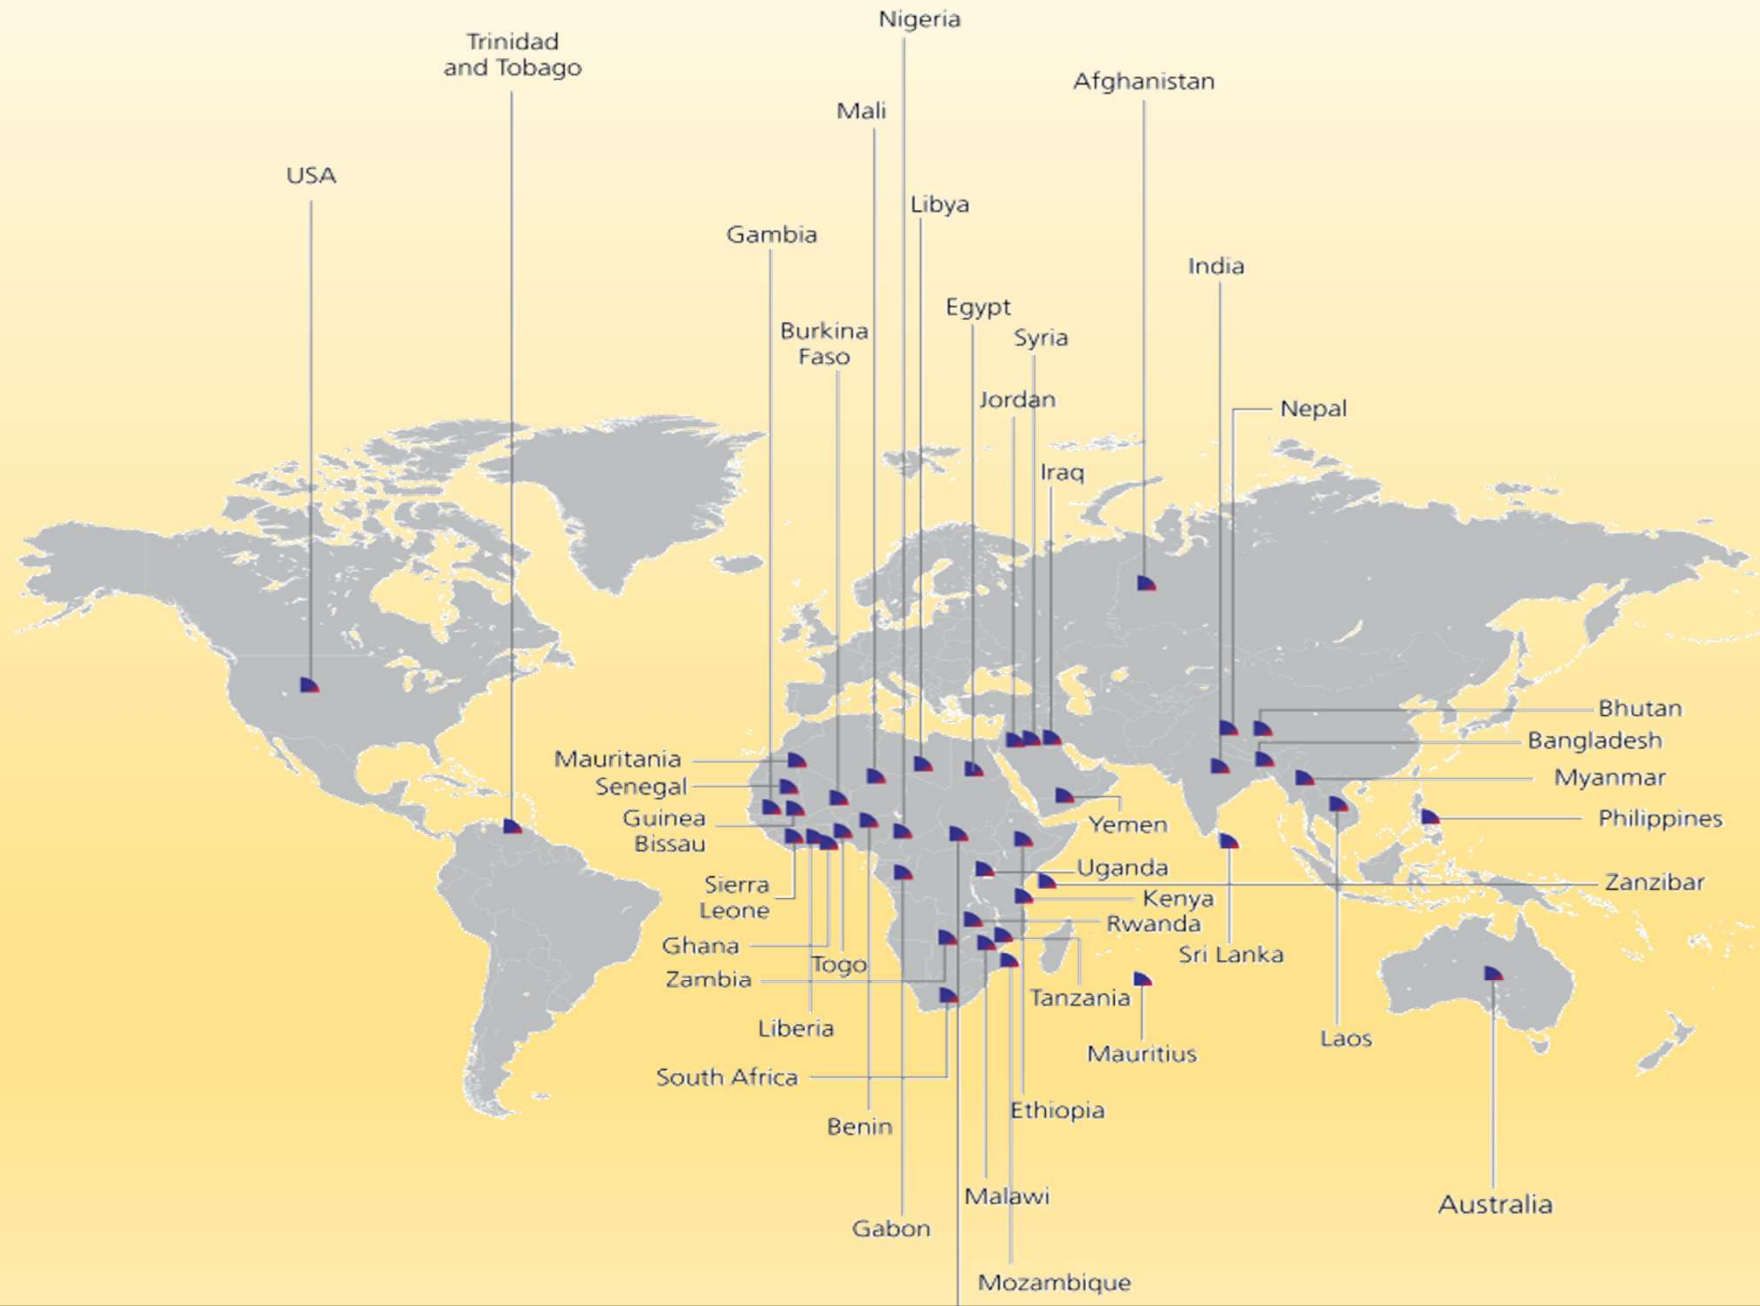 Nigeria
Trinidad
and Tobago
Afghanistan
Mali
USA
Libya
Gambia
India
Egypt
Burkina
Faso
Syria
Jordan
Nepal
Iraq
Bhutan
Bangladesh
Mauritania
Myanmar
Senegal
Guinea
Bissau
Philippines
Yemen
Uganda
Zanzibar
Sierra
Leone
Kenya
Rwanda
Ghana
Sri Lanka
Togo
Zambia
Tanzania
Liberia
Laos
Mauritius
South Africa
Ethiopia
Benin
Malawi
Australia
Gabon
Mozambique